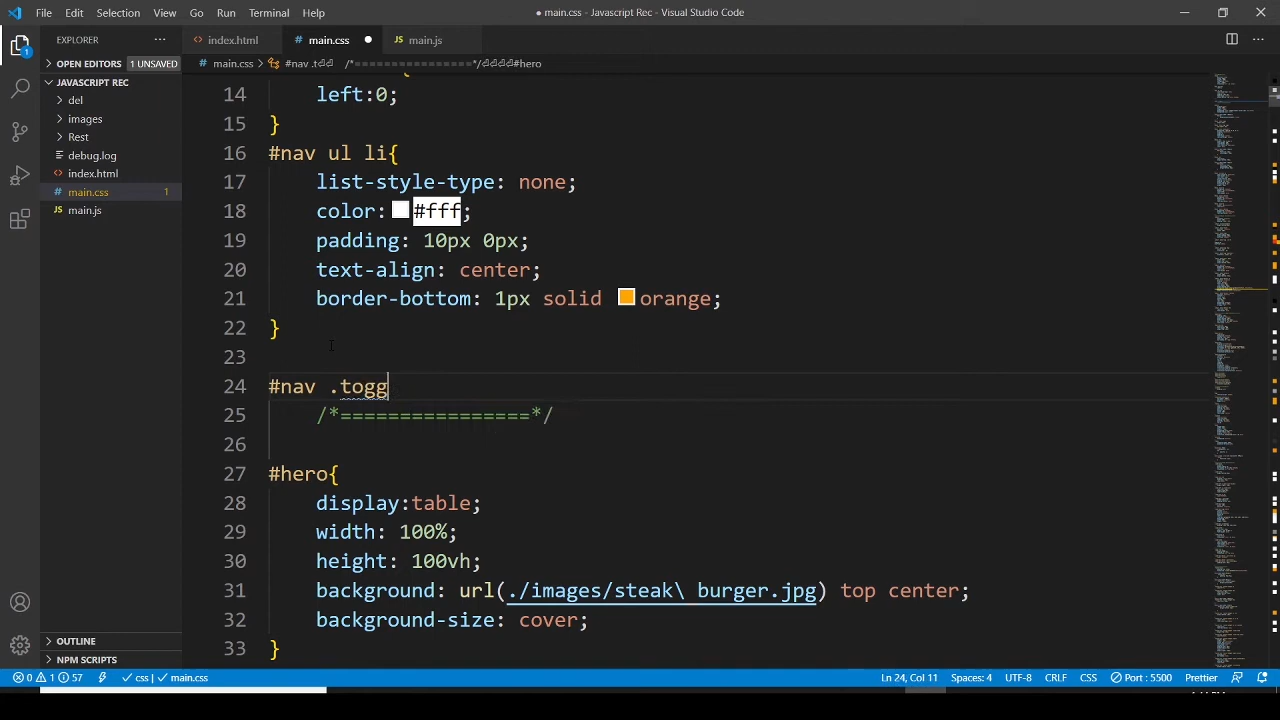 File Edit Selection View Go Run Terminal Help
● main.css - Javascript Rec - Visual Studio Code
EXPLORER
index.html main.css main.js
OPEN EDITORS 1 UNSAVED
main.css > #nav .t⏎⏎ /*================*/⏎⏎⏎⏎#hero
JAVASCRIPT REC
del
images
Rest
debug.log
index.html
main.css 1
main.js
OUTLINE
NPM SCRIPTS
14 left:0;
15 }
16 #nav ul li{
17 list-style-type: none;
18 color: #fff;
19 padding: 10px 0px;
20 text-align: center;
21 border-bottom: 1px solid orange;
22 }
23
24 #nav .togg
25 /*================*/
26
27 #hero{
28 display:table;
29 width: 100%;
30 height: 100vh;
31 background: url(./images/steak\ burger.jpg) top center;
32 background-size: cover;
33 }
0 1 57 css | main.css Ln 24, Col 11 Spaces: 4 UTF-8 CRLF CSS Port : 5500 Prettier